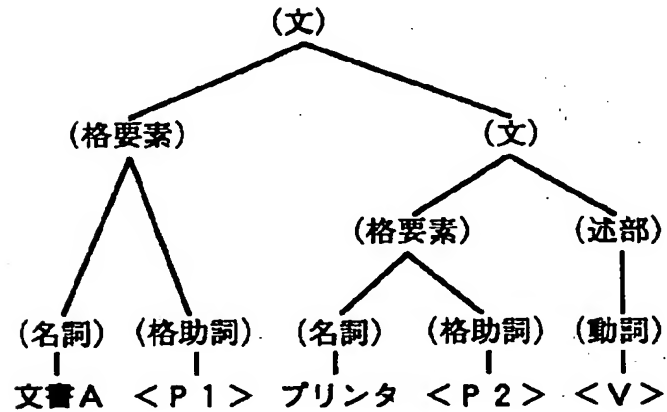 (文)
(格要素) (文)
(格要素) (述部)
(名詞) (格助詞) (名詞) (格助詞) (動詞)
文書A <P1> プリンタ <P2> <V>